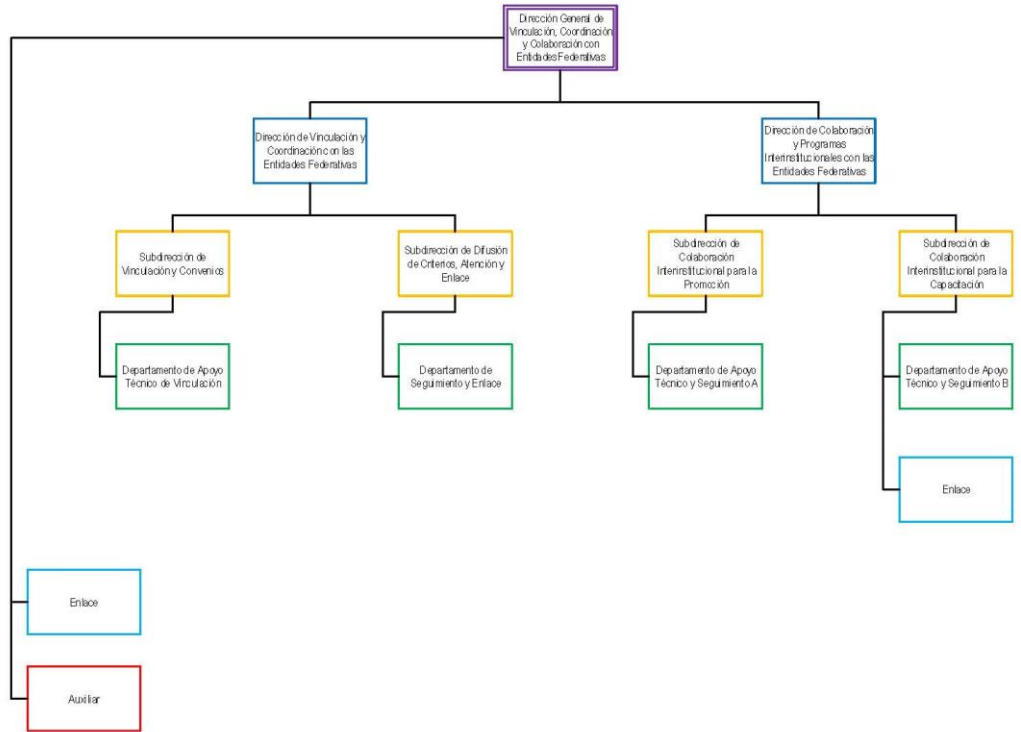 Dirección General de
Vinculación, Coordinación
y Colaboración con
Entidades Federativas
Dirección de Vinculación y
Coordinación con las
Entidades Federativas
Dirección de Colaboración
y Programas
Interinstitucionales con las
Entidades Federativas
Subdirección de
Vinculación y Convenios
Subdirección de Difusión
de Criterios, Atención y
Enlace
Subdirección de
Colaboración
Interinstitucional para la
Promoción
Subdirección de
Colaboración
Interinstitucional para la
Capacitación
Departamento de Apoyo
Técnico de Vinculación
Departamento de
Seguimiento y Enlace
Departamento de Apoyo
Técnico y Seguimiento A
Departamento de Apoyo
Técnico y Seguimiento B
Enlace
Enlace
Auxiliar